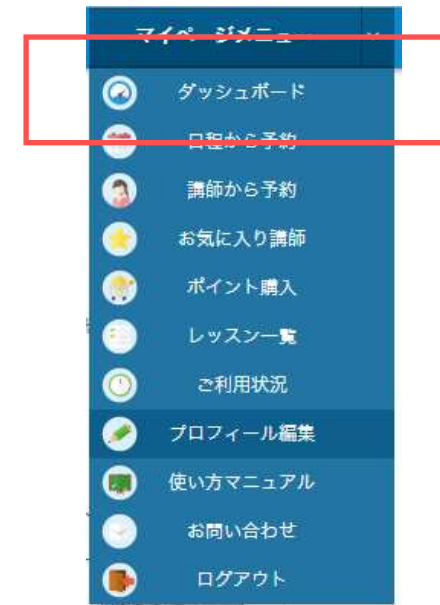 マイページメニュー
ダッシュボード
日程から予約
講師から予約
お気に入り講師
ポイント購入
レッスン一覧
ご利用状況
プロフィール編集
使い方マニュアル
お問い合わせ
ログアウト